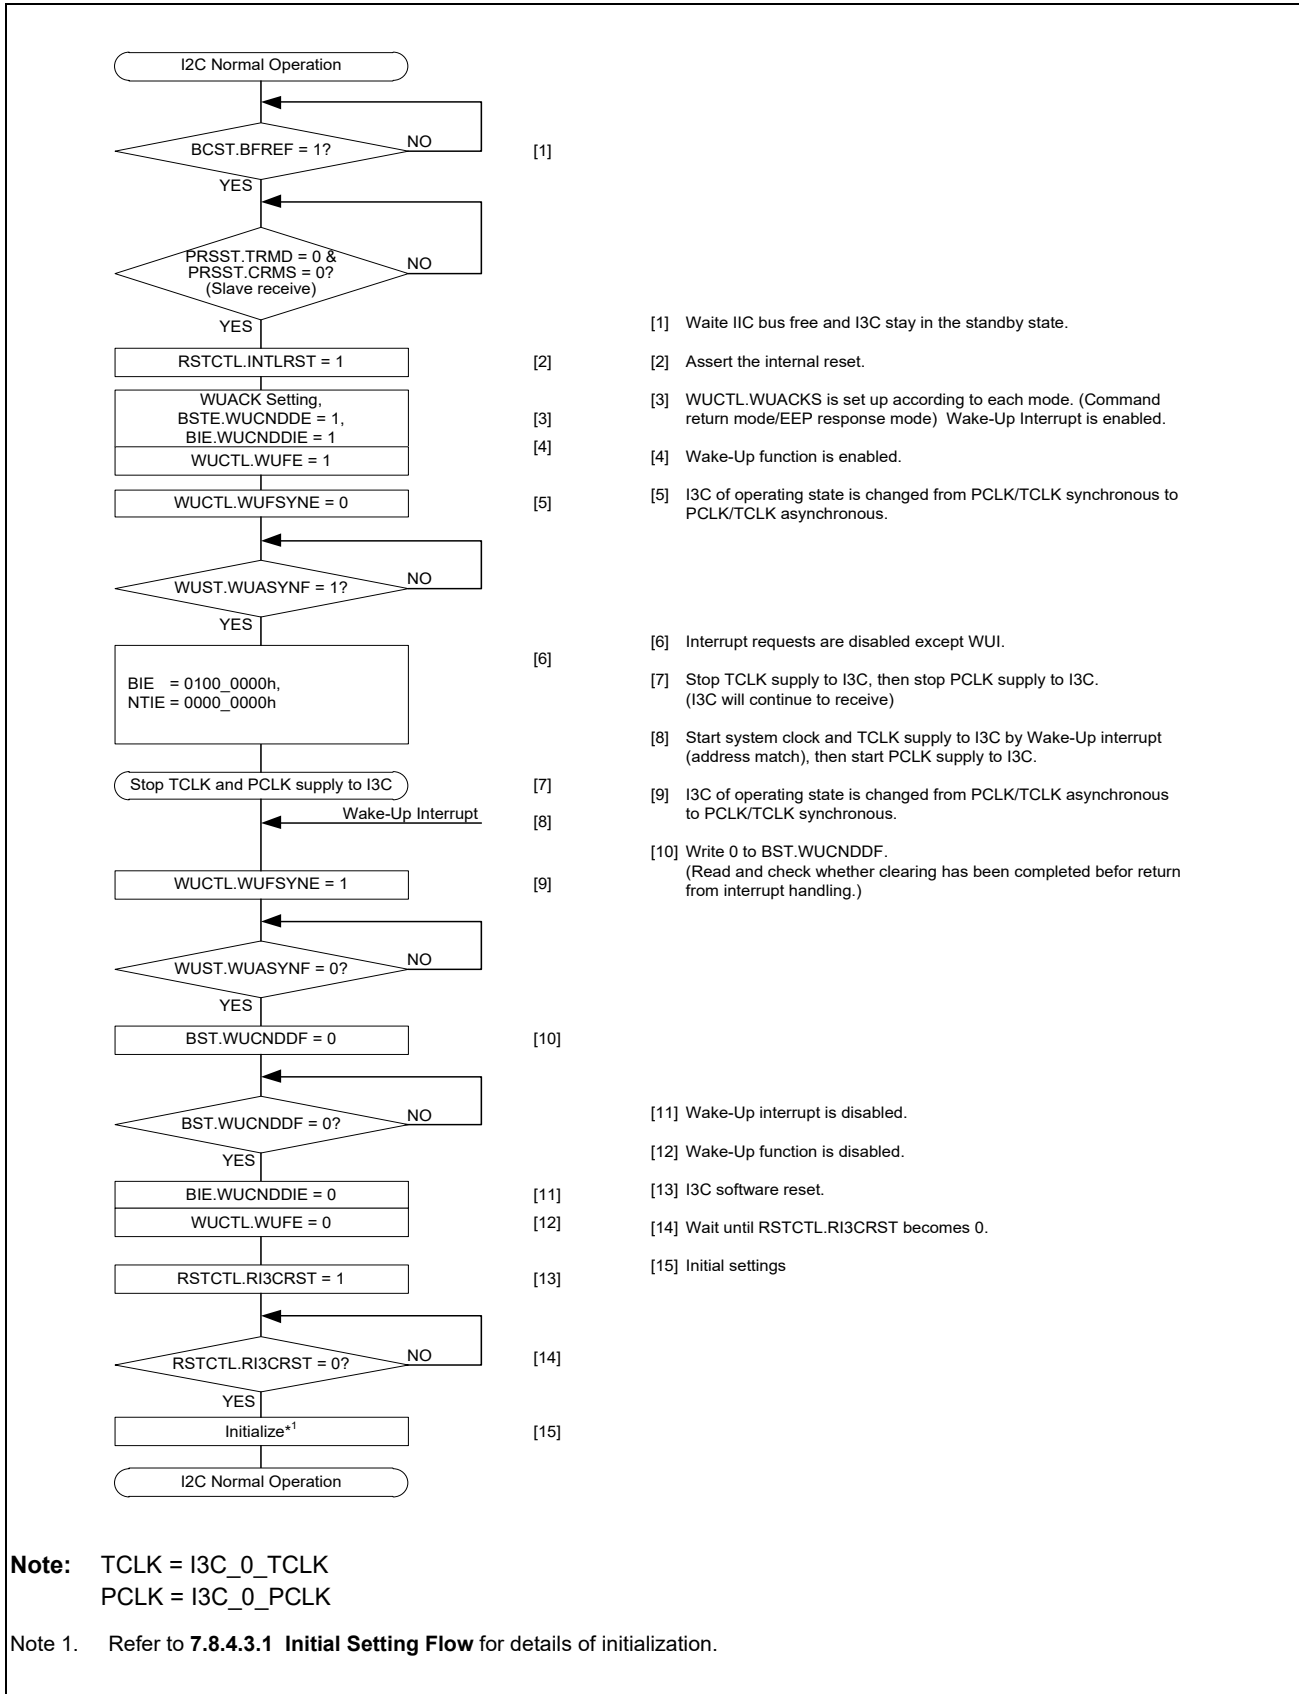 I2C Normal Operation
BCST.BFREF = 1?
NO
[1]
YES
PRSST.TRMD = 0 &
PRSST.CRMS = 0?
(Slave receive)
NO
YES
RSTCTL.INTLRST = 1
[2]
WUACK Setting,
BSTE.WUCNDDE = 1,
BIE.WUCNDDIE = 1
[3]
WUCTL.WUFE = 1
[4]
WUCTL.WUFSYNE = 0
[5]
WUST.WUASYNF = 1?
NO
YES
BIE = 0100_0000h,
NTIE = 0000_0000h
[6]
Stop TCLK and PCLK supply to I3C
[7]
Wake-Up Interrupt
[8]
WUCTL.WUFSYNE = 1
[9]
WUST.WUASYNF = 0?
NO
YES
BST.WUCNDDF = 0
[10]
BST.WUCNDDF = 0?
NO
YES
BIE.WUCNDDIE = 0
[11]
WUCTL.WUFE = 0
[12]
RSTCTL.RI3CRST = 1
[13]
RSTCTL.RI3CRST = 0?
NO
[14]
YES
Initialize*1
[15]
I2C Normal Operation
[1] Waite IIC bus free and I3C stay in the standby state.
[2] Assert the internal reset.
[3] WUCTL.WUACKS is set up according to each mode. (Command
return mode/EEP response mode) Wake-Up Interrupt is enabled.
[4] Wake-Up function is enabled.
[5] I3C of operating state is changed from PCLK/TCLK synchronous to
PCLK/TCLK asynchronous.
[6] Interrupt requests are disabled except WUI.
[7] Stop TCLK supply to I3C, then stop PCLK supply to I3C.
(I3C will continue to receive)
[8] Start system clock and TCLK supply to I3C by Wake-Up interrupt
(address match), then start PCLK supply to I3C.
[9] I3C of operating state is changed from PCLK/TCLK asynchronous
to PCLK/TCLK synchronous.
[10] Write 0 to BST.WUCNDDF.
(Read and check whether clearing has been completed befor return
from interrupt handling.)
[11] Wake-Up interrupt is disabled.
[12] Wake-Up function is disabled.
[13] I3C software reset.
[14] Wait until RSTCTL.RI3CRST becomes 0.
[15] Initial settings
Note: TCLK = I3C_0_TCLK
PCLK = I3C_0_PCLK
Note 1. Refer to 7.8.4.3.1 Initial Setting Flow for details of initialization.